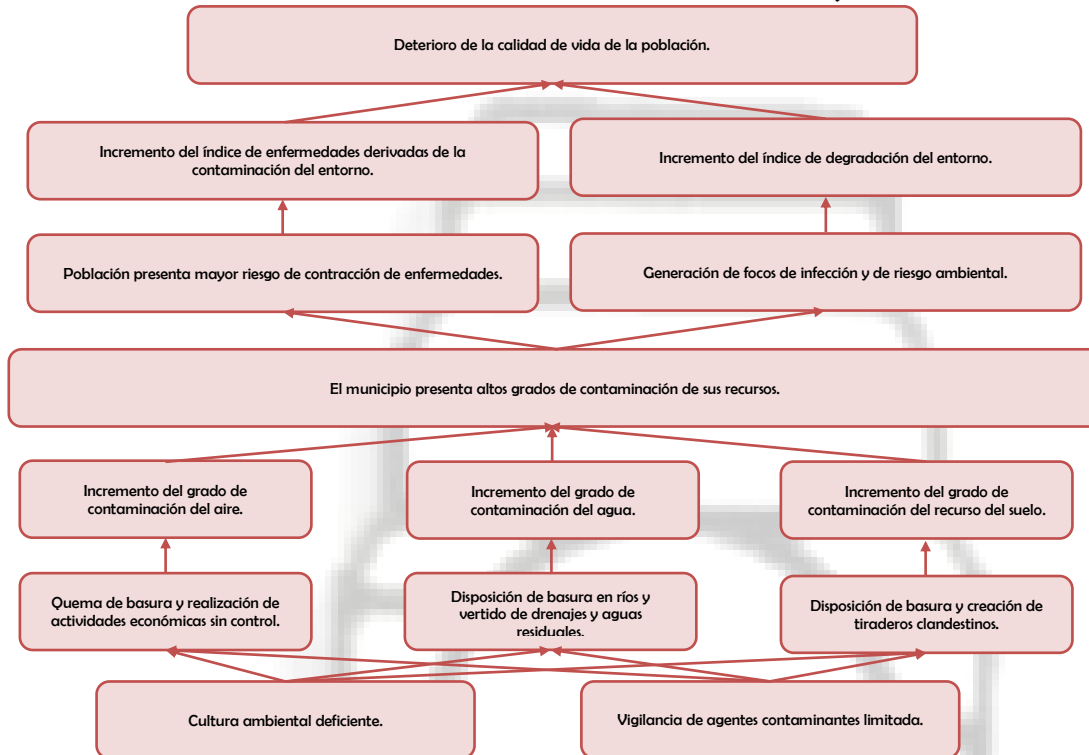 Deterioro de la calidad de vida de la población.
Incremento del índice de enfermedades derivadas de la
contaminación del entorno.
Incremento del índice de degradación del entorno.
Población presenta mayor riesgo de contracción de enfermedades.
Generación de focos de infección y de riesgo ambiental.
El municipio presenta altos grados de contaminación de sus recursos.
Incremento del grado de
contaminación del aire.
Incremento del grado de
contaminación del agua.
Incremento del grado de
contaminación del recurso del suelo.
Quema de basura y realización de
actividades económicas sin control.
Disposición de basura en ríos y
vertido de drenajes y aguas
residuales.
Disposición de basura y creación de
tiraderos clandestinos.
Cultura ambiental deficiente.
Vigilancia de agentes contaminantes limitada.